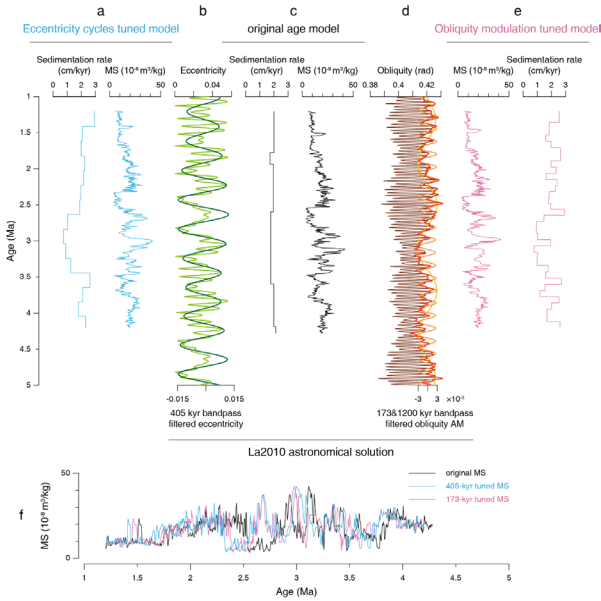 a
b
c
d
e
Eccentricity cycles tuned model
original age model
Obliquity modulation tuned model
Sedimentation rate
(cm/kyr)
MS (10⁻⁸ m³/kg)
Eccentricity
Sedimentation rate
(cm/kyr)
MS (10⁻⁸ m³/kg)
Obliquity (rad)
MS (10⁻⁸ m³/kg)
Sedimentation rate
(cm/kyr)
0 1 2 3
0 50
0 0.04
0 1 2 3
0 50
0.38 0.4 0.42
0 50
0 1 2 3
1
1.5
2
2.5
3
3.5
4
4.5
5
Age (Ma)
-0.015 0.015
405 kyr bandpass
filtered eccentricity
-3 3 ×10⁻³
173&1200 kyr bandpass
filtered obliquity AM
La2010 astronomical solution
f
MS (10⁻⁸ m³/kg)
50
0
original MS
405-kyr tuned MS
173-kyr tuned MS
1 1.5 2 2.5 3 3.5 4 4.5 5
Age (Ma)